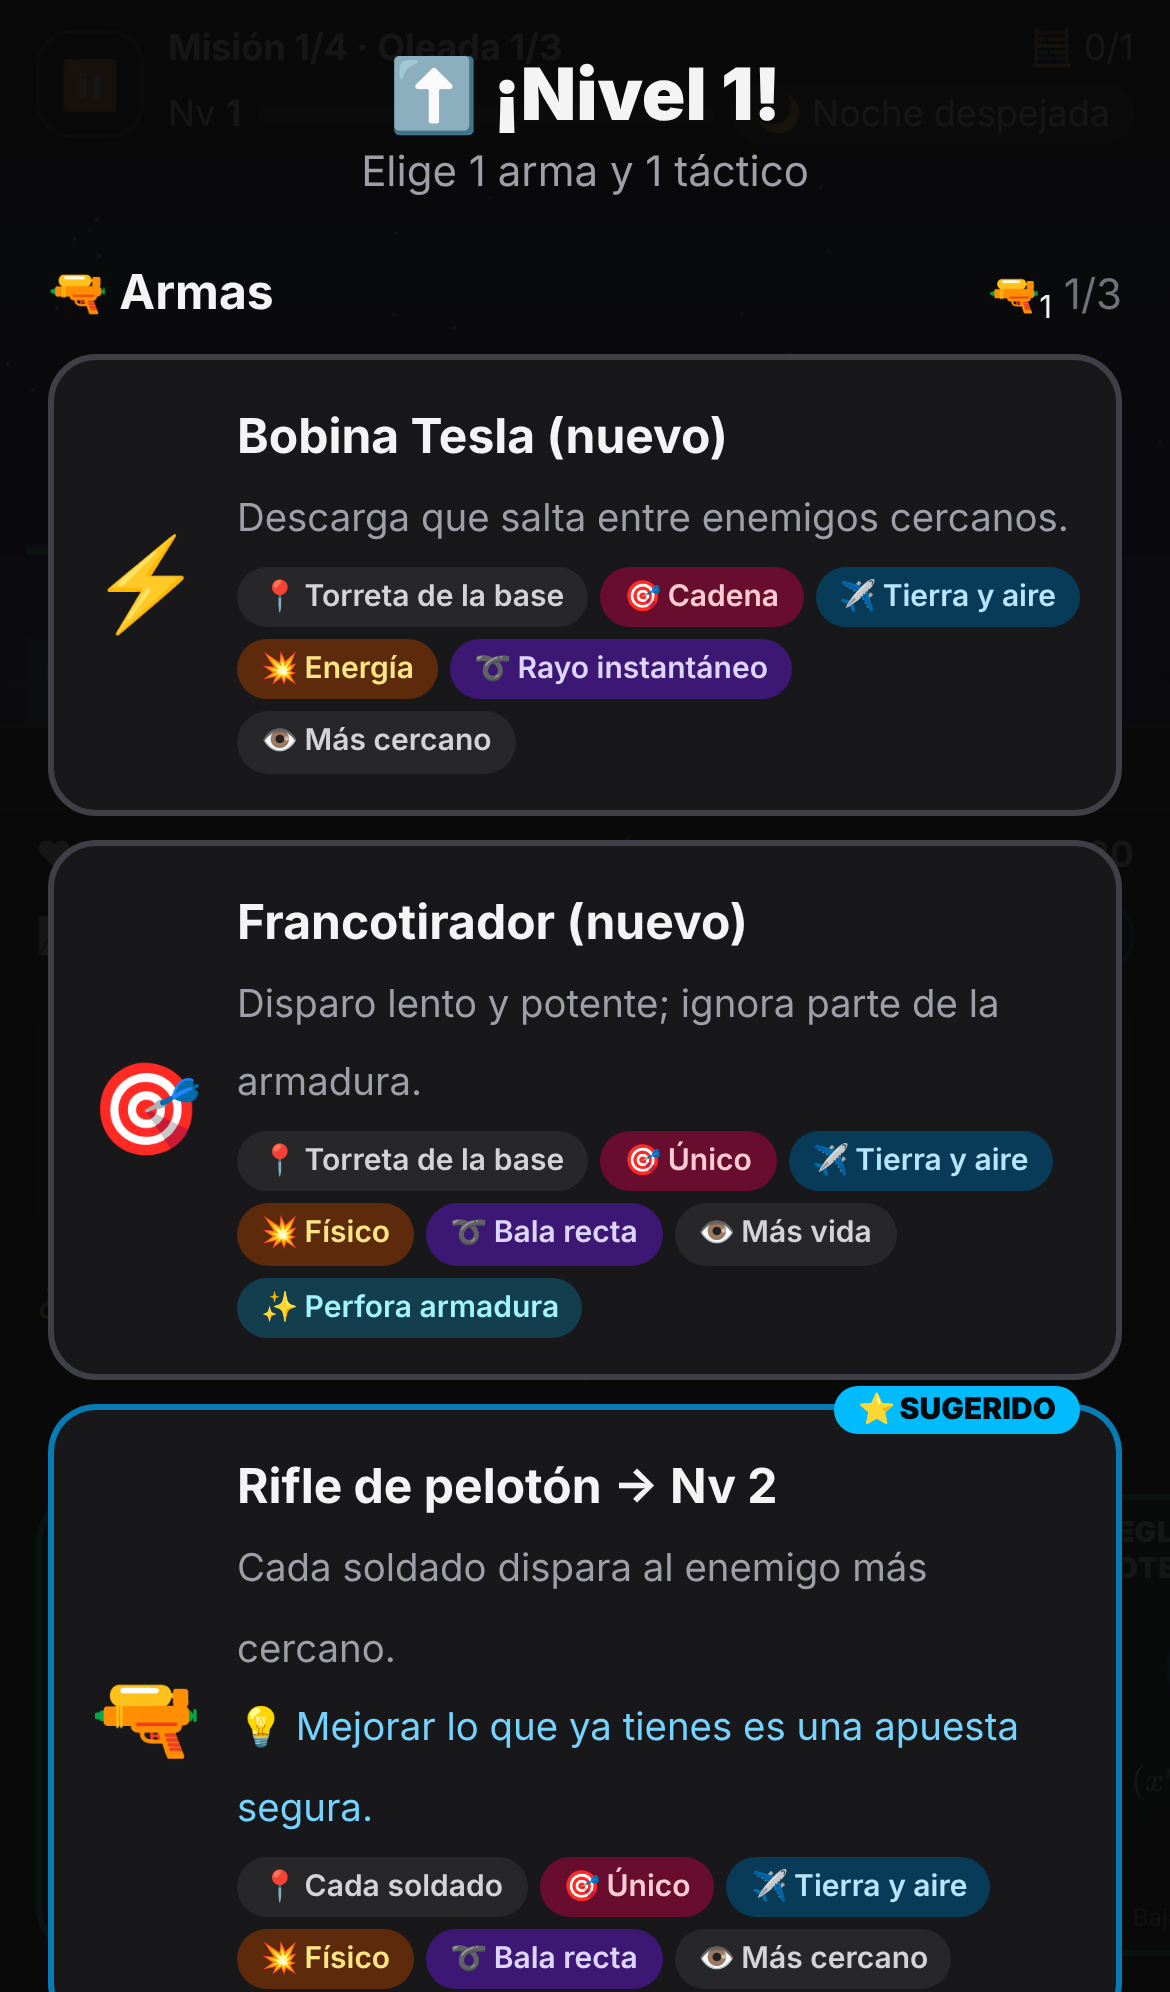 Misión 1/4 · Oleada 1/3
0/1
¡Nivel 1!
Nv 1
Noche despejada
Elige 1 arma y 1 táctico
Armas
1 1/3
Bobina Tesla (nuevo)
Descarga que salta entre enemigos cercanos.
Torreta de la base
Cadena
Tierra y aire
Energía
Rayo instantáneo
Más cercano
Francotirador (nuevo)
Disparo lento y potente; ignora parte de la
armadura.
Torreta de la base
Único
Tierra y aire
Físico
Bala recta
Más vida
Perfora armadura
SUGERIDO
Rifle de pelotón → Nv 2
Cada soldado dispara al enemigo más
cercano.
Mejorar lo que ya tienes es una apuesta
segura.
Cada soldado
Único
Tierra y aire
Físico
Bala recta
Más cercano